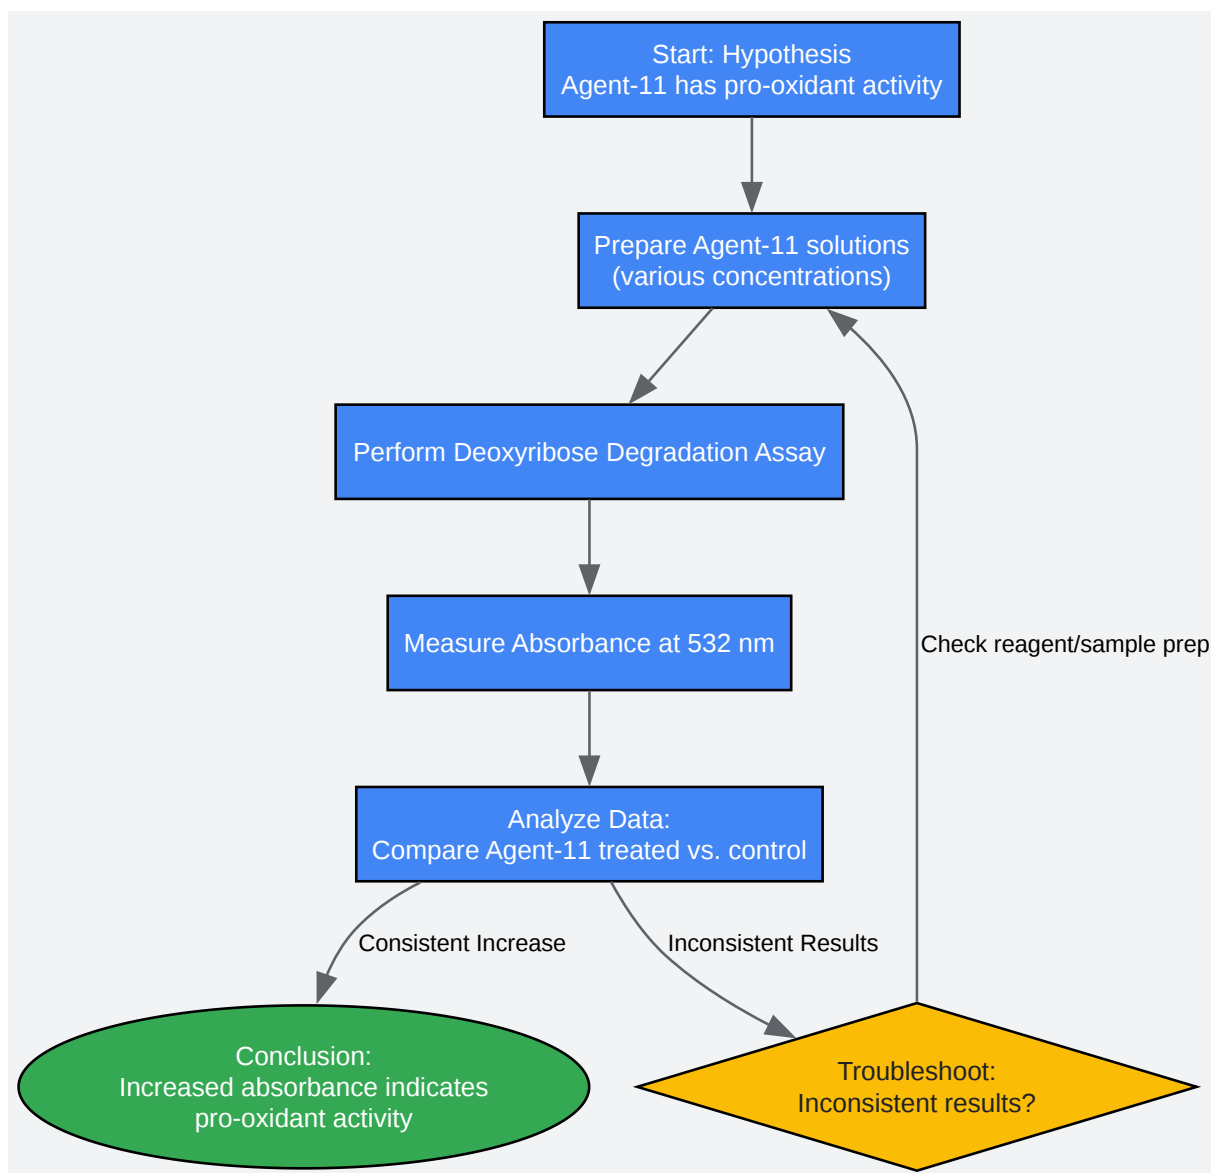 Start: Hypothesis
Agent-11 has pro-oxidant activity
Prepare Agent-11 solutions
(various concentrations)
Perform Deoxyribose Degradation Assay
Measure Absorbance at 532 nm
Check reagent/sample prep
Analyze Data:
Compare Agent-11 treated vs. control
Consistent Increase
Inconsistent Results
Conclusion:
Increased absorbance indicates
pro-oxidant activity
Troubleshoot:
Inconsistent results?